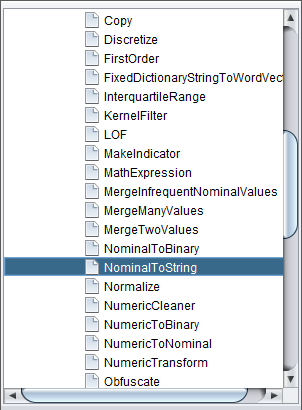 Copy
Discretize
FirstOrder
FixedDictionaryStringToWordVect
InterquartileRange
KernelFilter
LOF
MakeIndicator
MathExpression
MergeInfrequentNominalValues
MergeManyValues
MergeTwoValues
NominalToBinary
NominalToString
Normalize
NumericCleaner
NumericToBinary
NumericToNominal
NumericTransform
Obfuscate